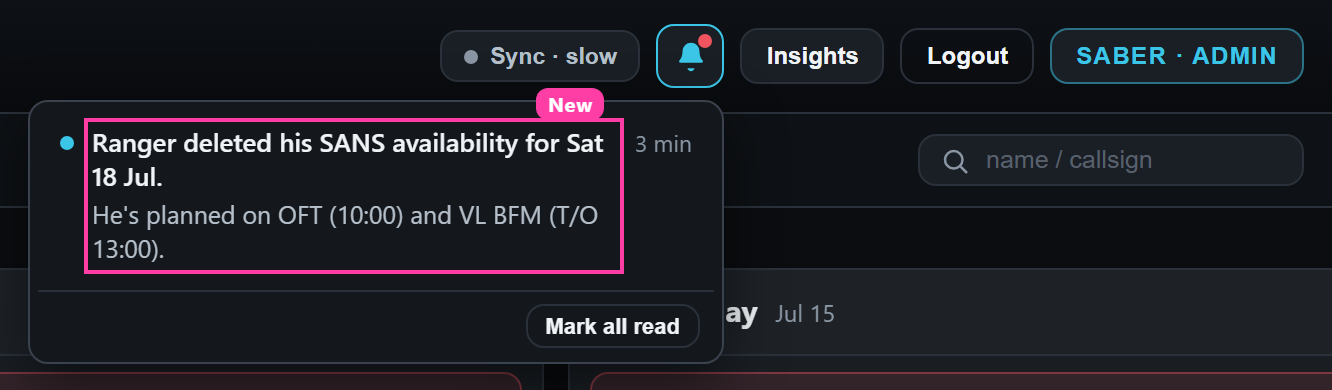 Sync · slow
Insights
Logout
SABER · ADMIN
New
Ranger deleted his SANS availability for Sat
18 Jul.
3 min
He's planned on OFT (10:00) and VL BFM (T/O
13:00).
Mark all read
name / callsign
ay Jul 15